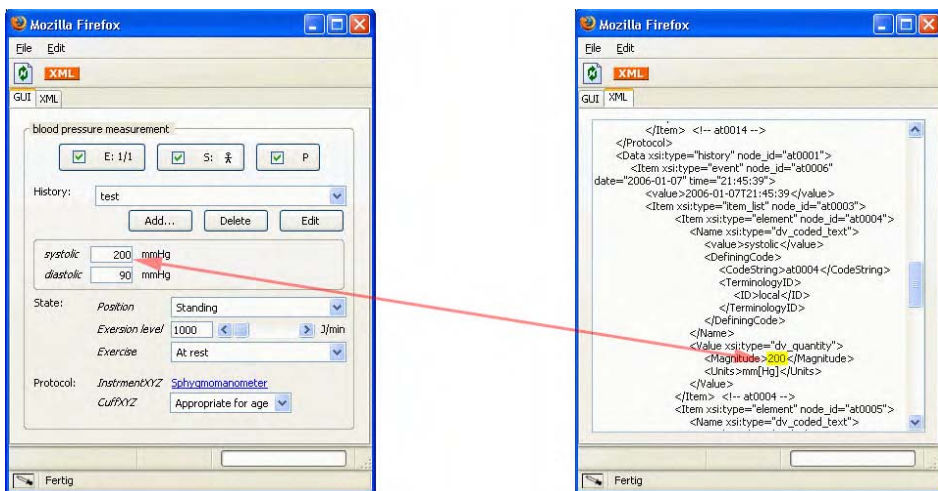 Mozilla Firefox
File Edit
XML
GUI XML
blood pressure measurement
E: 1/1 S: P
History: test
Add... Delete Edit
systolic 200 mmHg
diastolic 90 mmHg
State: Position Standing
Exersion level 1000 J/min
Exercise At rest
Protocol: InstrmentXYZ Sphygmomanometer
CuffXYZ Appropriate for age
Fertig
Mozilla Firefox
File Edit
XML
GUI XML
</Item> <!-- at0014 -->
</Protocol>
<Data xsi:type="history" node_id="at0001">
<Item xsi:type="event" node_id="at0006"
date="2006-01-07" time="21:45:39">
<value>2006-01-07T21:45:39</value>
<Item xsi:type="item_list" node_id="at0003">
<Item xsi:type="element" node_id="at0004">
<Name xsi:type="dv_coded_text">
<value>systolic</value>
<DefiningCode>
<CodeString>at0004</CodeString>
<TerminologyID>
<ID>local</ID>
</TerminologyID>
</DefiningCode>
</Name>
<Value xsi:type="dv_quantity">
<Magnitude>200</Magnitude>
<Units>mm[Hg]</Units>
</Value>
</Item> <!-- at0004 -->
<Item xsi:type="element" node_id="at0005">
<Name xsi:type="dv_coded_text">
Fertig